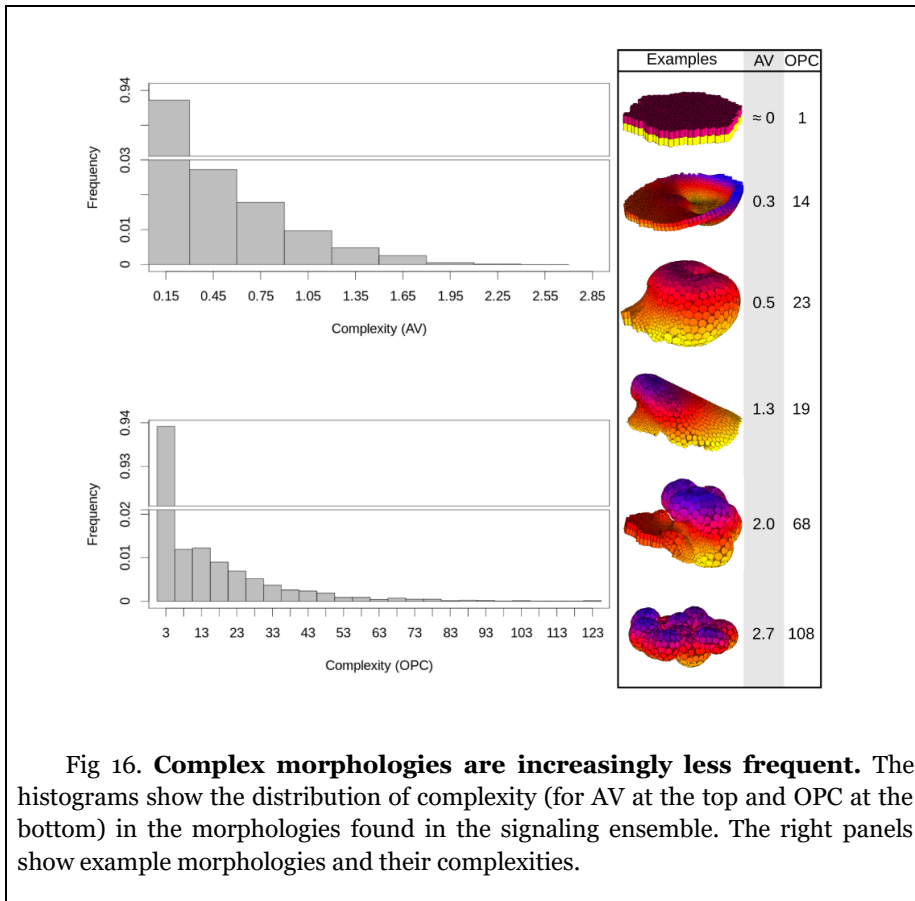 Examples AV OPC
≈ 0 1
0.3 14
0.5 23
1.3 19
2.0 68
2.7 108
Frequency
0.94
0.03
0.01
0
0.15 0.45 0.75 1.05 1.35 1.65 1.95 2.25 2.55 2.85
Complexity (AV)
Frequency
0.94
0.93
0.02
0.01
0
3 13 23 33 43 53 63 73 83 93 103 113 123
Complexity (OPC)
Fig 16. Complex morphologies are increasingly less frequent. The
histograms show the distribution of complexity (for AV at the top and OPC at the
bottom) in the morphologies found in the signaling ensemble. The right panels
show example morphologies and their complexities.